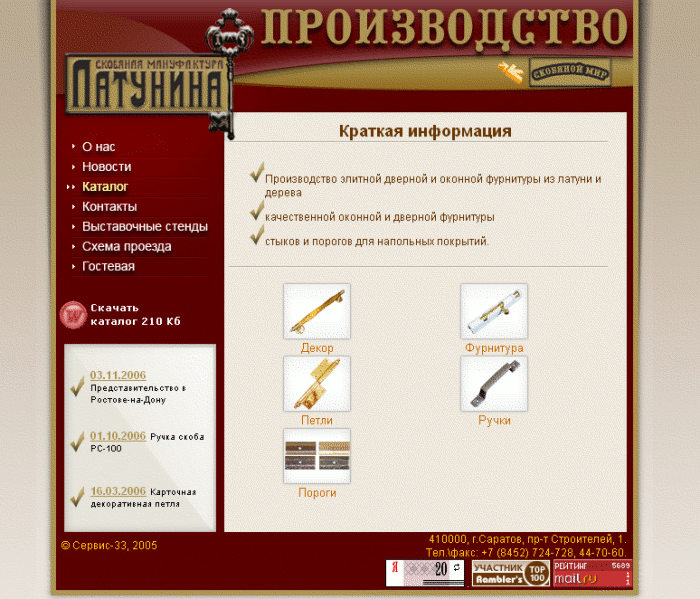 ПРОИЗВОДСТВО
СКОБЯНАЯ МАНУФАКТУРА
ЛАТУНИНА
СКОБЯНОЙ МИР
О нас
Новости
Каталог
Контакты
Выставочные стенды
Схема проезда
Гостевая
Скачать
каталог 210 Кб
03.11.2006
Представительство в
Ростове-на-Дону
01.10.2006 Ручка скоба
РС-100
16.03.2006 Карточная
декоративная петля
Краткая информация
Производство элитной дверной и оконной фурнитуры из латуни и
дерева
качественной оконной и дверной фурнитуры
стыков и порогов для напольных покрытий.
Декор
Фурнитура
Петли
Ручки
Пороги
© Сервис-33, 2005
410000, г.Саратов, пр-т Строителей, 1.
Тел.\факс: +7 (8452) 724-728, 44-70-60.
Я 20
УЧАСТНИК
Rambler's
TOP
100
РЕЙТИНГ 5689
mail.ru